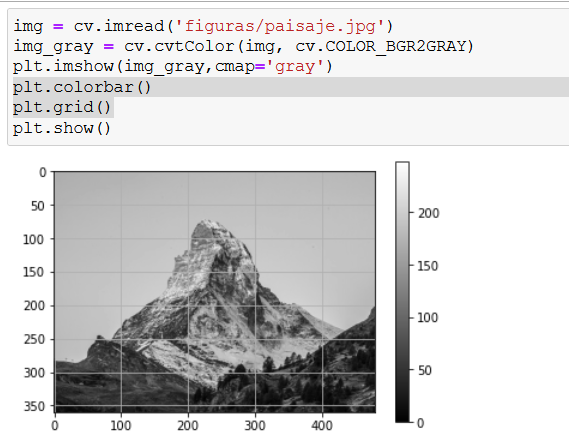 img = cv.imread('figuras/paisaje.jpg')
img_gray = cv.cvtColor(img, cv.COLOR_BGR2GRAY)
plt.imshow(img_gray,cmap='gray')
plt.colorbar()
plt.grid()
plt.show()
0
50
100
150
200
250
300
350
0 100 200 300 400
200
150
100
50
0